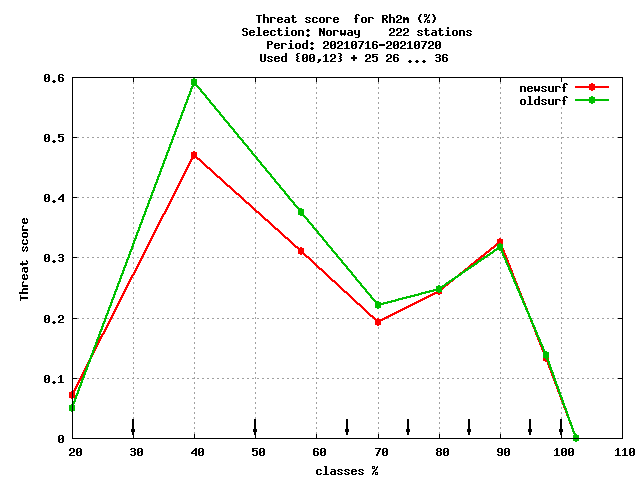 Threat score  for Rh2m (%)
Selection: Norway    222 stations
Period: 20210716-20210720
Used {00,12} + 25 26 ... 36
newsurf
oldsurf
0.6
0.5
0.4
0.3
0.2
0.1
0
Threat score
20 30 40 50 60 70 80 90 100 110
classes %